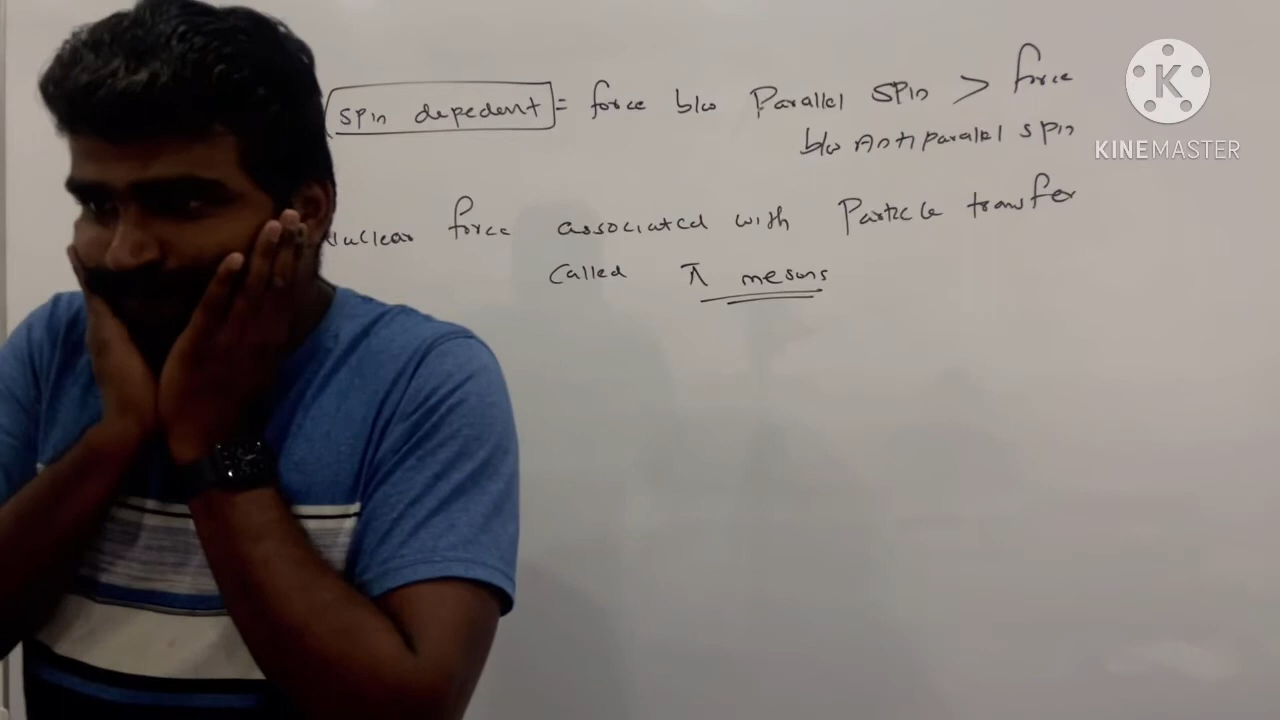 spin depedent = force b/w Parallel spin > force
b/w Antiparallel spin
Nuclear force associated with Particle transfer
called π mesons
K
KINEMASTER